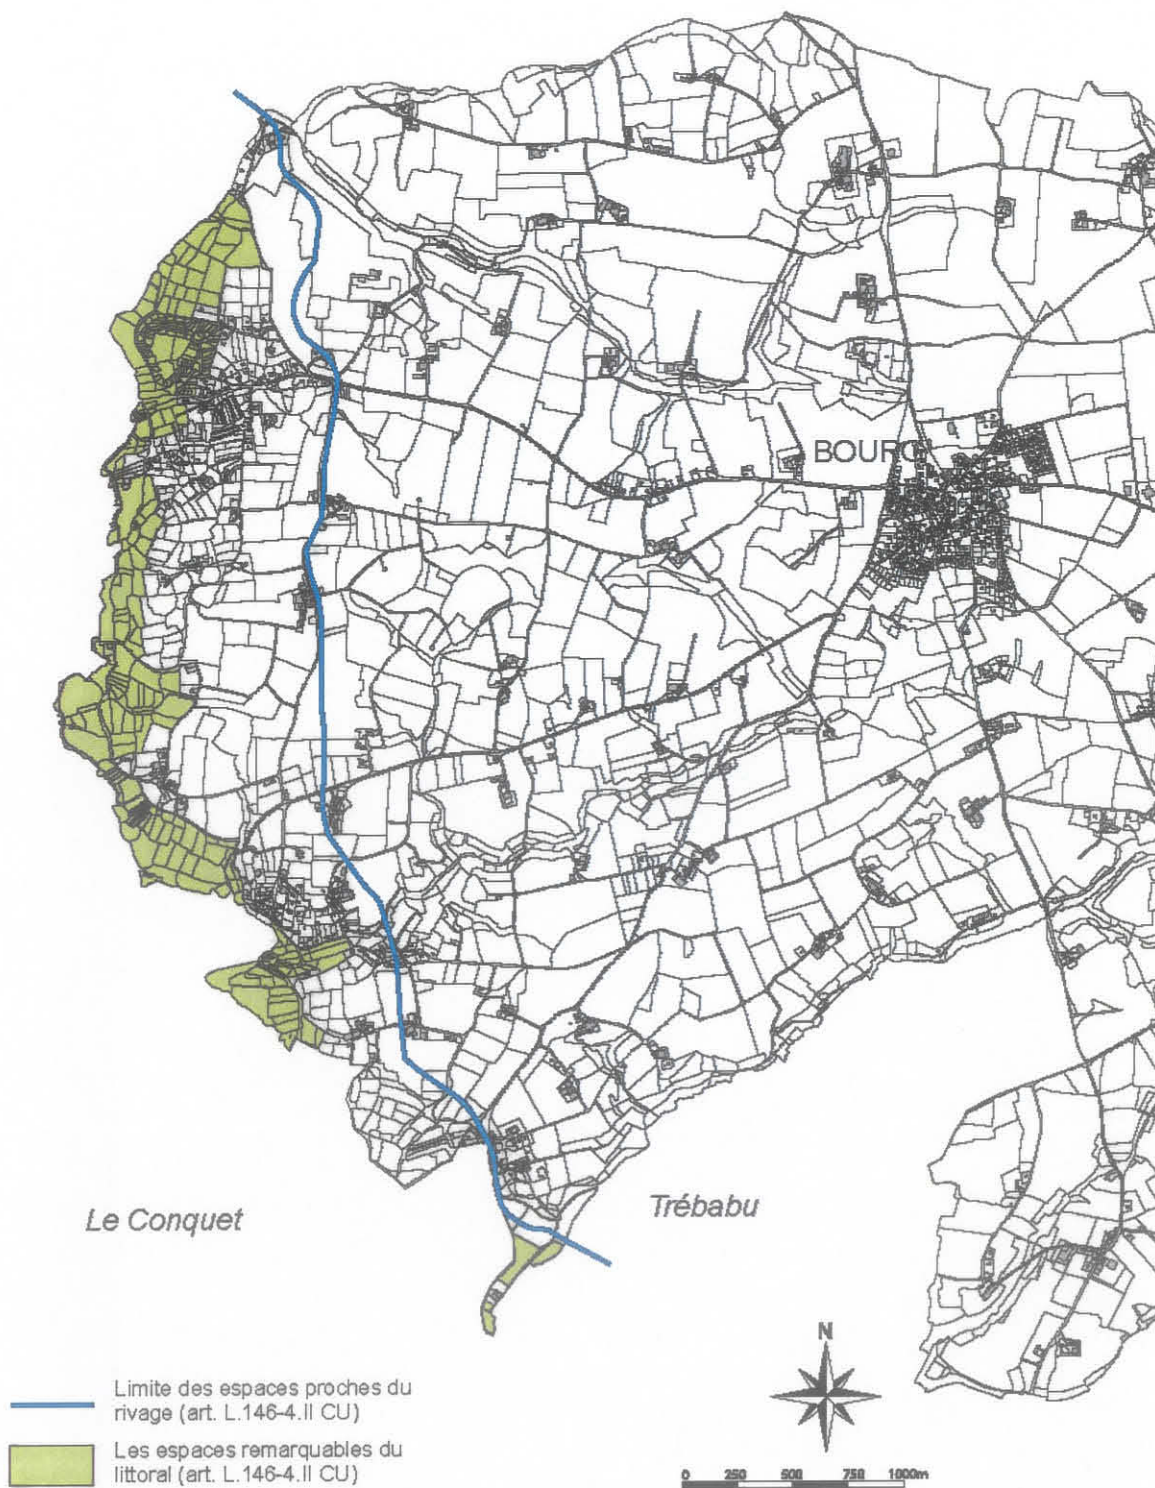 BOURG
Le Conquet
Trébabu
N
Limite des espaces proches du
rivage (art. L.146-4.II CU)
Les espaces remarquables du
littoral (art. L.146-4.II CU)
0 250 500 750 1000m